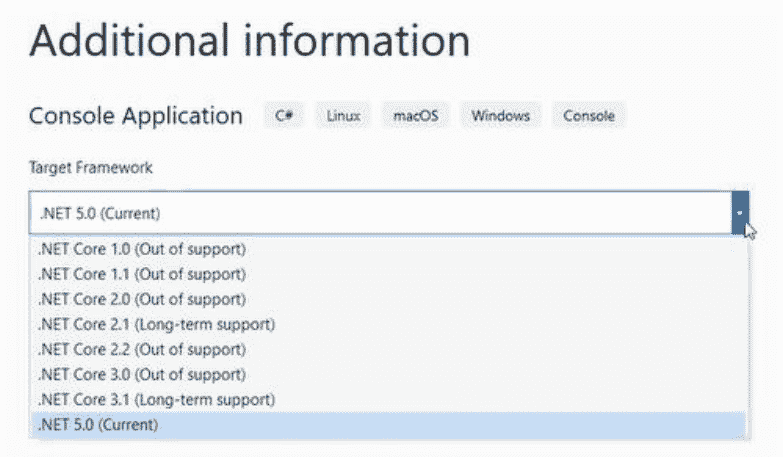 Additional information
Console Application C# Linux macOS Windows Console
Target Framework
.NET 5.0 (Current)
.NET Core 1.0 (Out of support)
.NET Core 1.1 (Out of support)
.NET Core 2.0 (Out of support)
.NET Core 2.1 (Long-term support)
.NET Core 2.2 (Out of support)
.NET Core 3.0 (Out of support)
.NET Core 3.1 (Long-term support)
.NET 5.0 (Current)